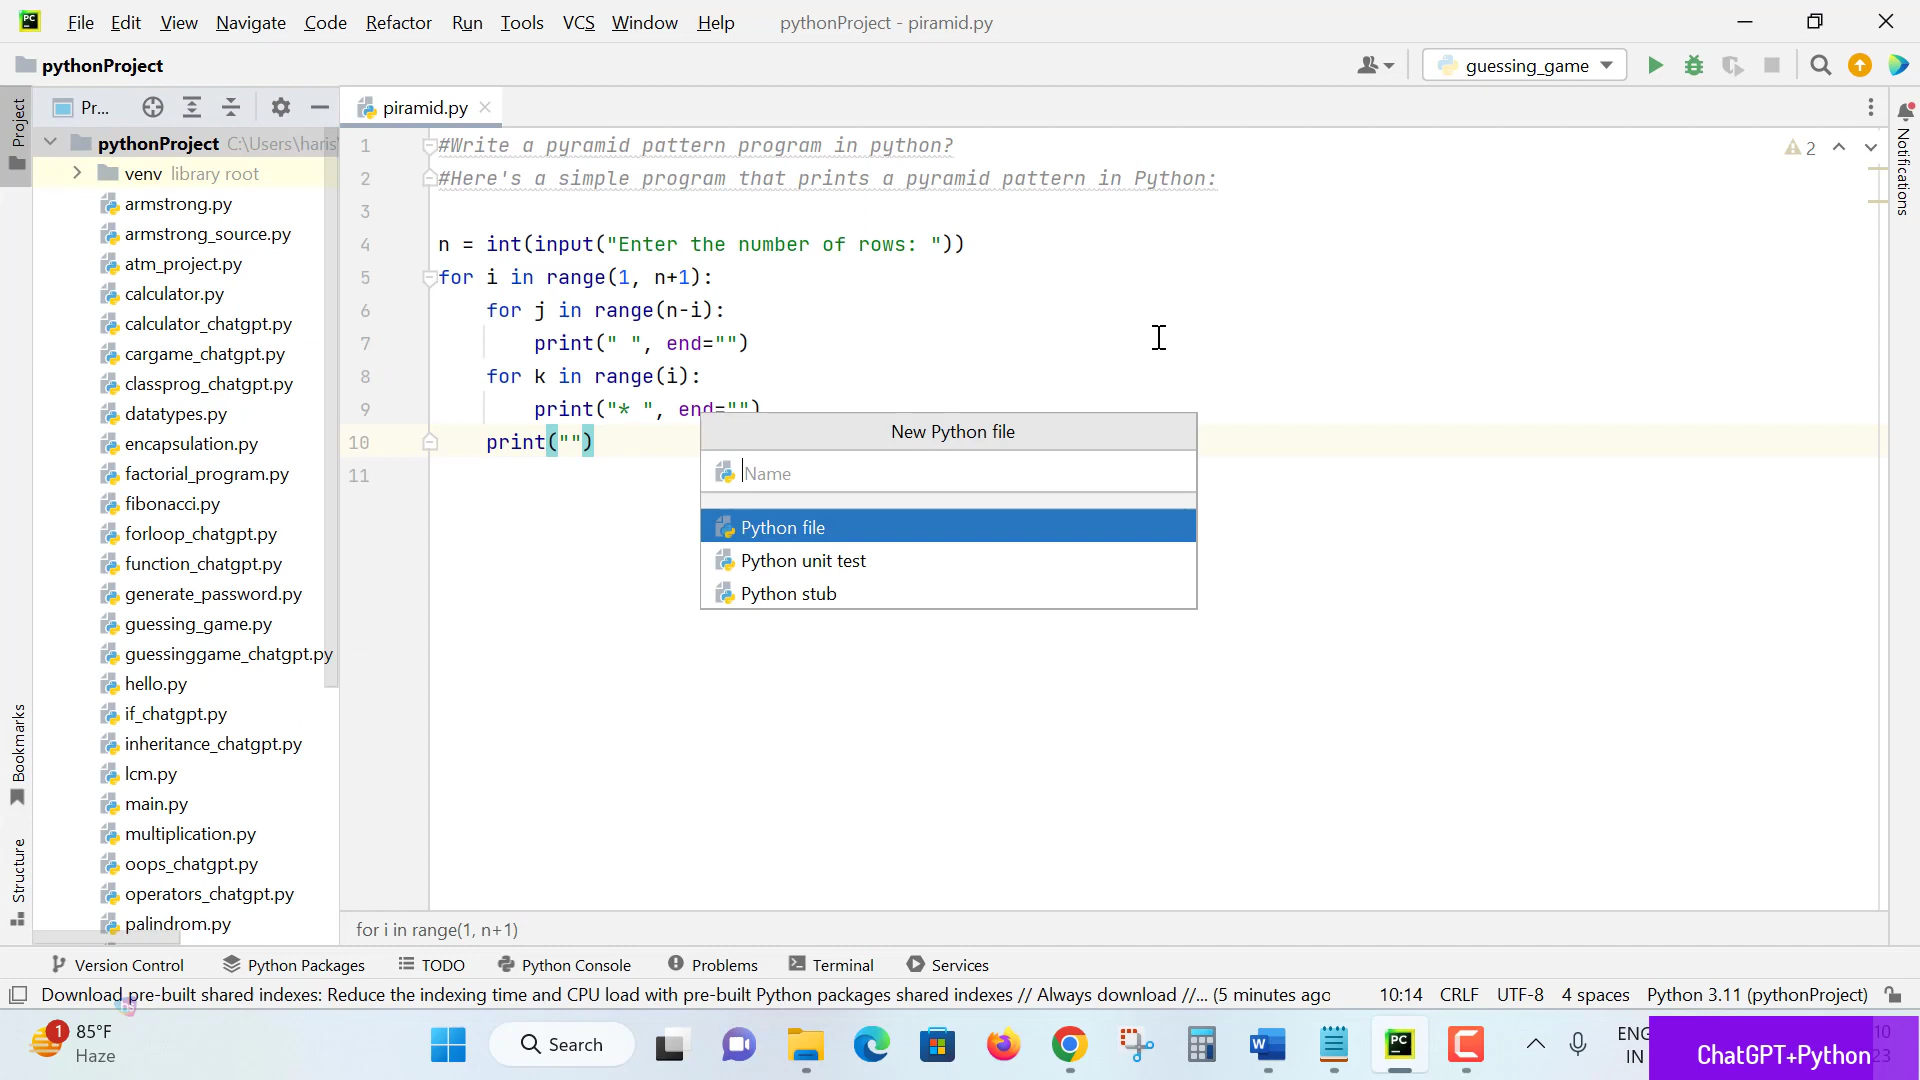 PC File Edit View Navigate Code Refactor Run Tools VCS Window Help pythonProject - piramid.py
pythonProject guessing_game
Project Pr... piramid.py
Notifications
pythonProject C:\Users\haris
venv library root
armstrong.py
armstrong_source.py
atm_project.py
calculator.py
calculator_chatgpt.py
cargame_chatgpt.py
classprog_chatgpt.py
datatypes.py
encapsulation.py
factorial_program.py
fibonacci.py
forloop_chatgpt.py
function_chatgpt.py
generate_password.py
guessing_game.py
guessinggame_chatgpt.py
hello.py
if_chatgpt.py
inheritance_chatgpt.py
lcm.py
main.py
multiplication.py
oops_chatgpt.py
operators_chatgpt.py
palindrom.py
Bookmarks
Structure
1 #Write a pyramid pattern program in python? 2
2 #Here's a simple program that prints a pyramid pattern in Python:
3
4 n = int(input("Enter the number of rows: "))
5 for i in range(1, n+1):
6 for j in range(n-i):
7 print(" ", end="")
8 for k in range(i):
9 print("* ", end="")
10 print("")
11
New Python file
Name
Python file
Python unit test
Python stub
for i in range(1, n+1)
Version Control Python Packages TODO Python Console Problems Terminal Services
Download pre-built shared indexes: Reduce the indexing time and CPU load with pre-built Python packages shared indexes // Always download //... (5 minutes ago 10:14 CRLF UTF-8 4 spaces Python 3.11 (pythonProject)
1 85°F
Haze
Search
W
PC
ENG
IN
10
23
ChatGPT+Python